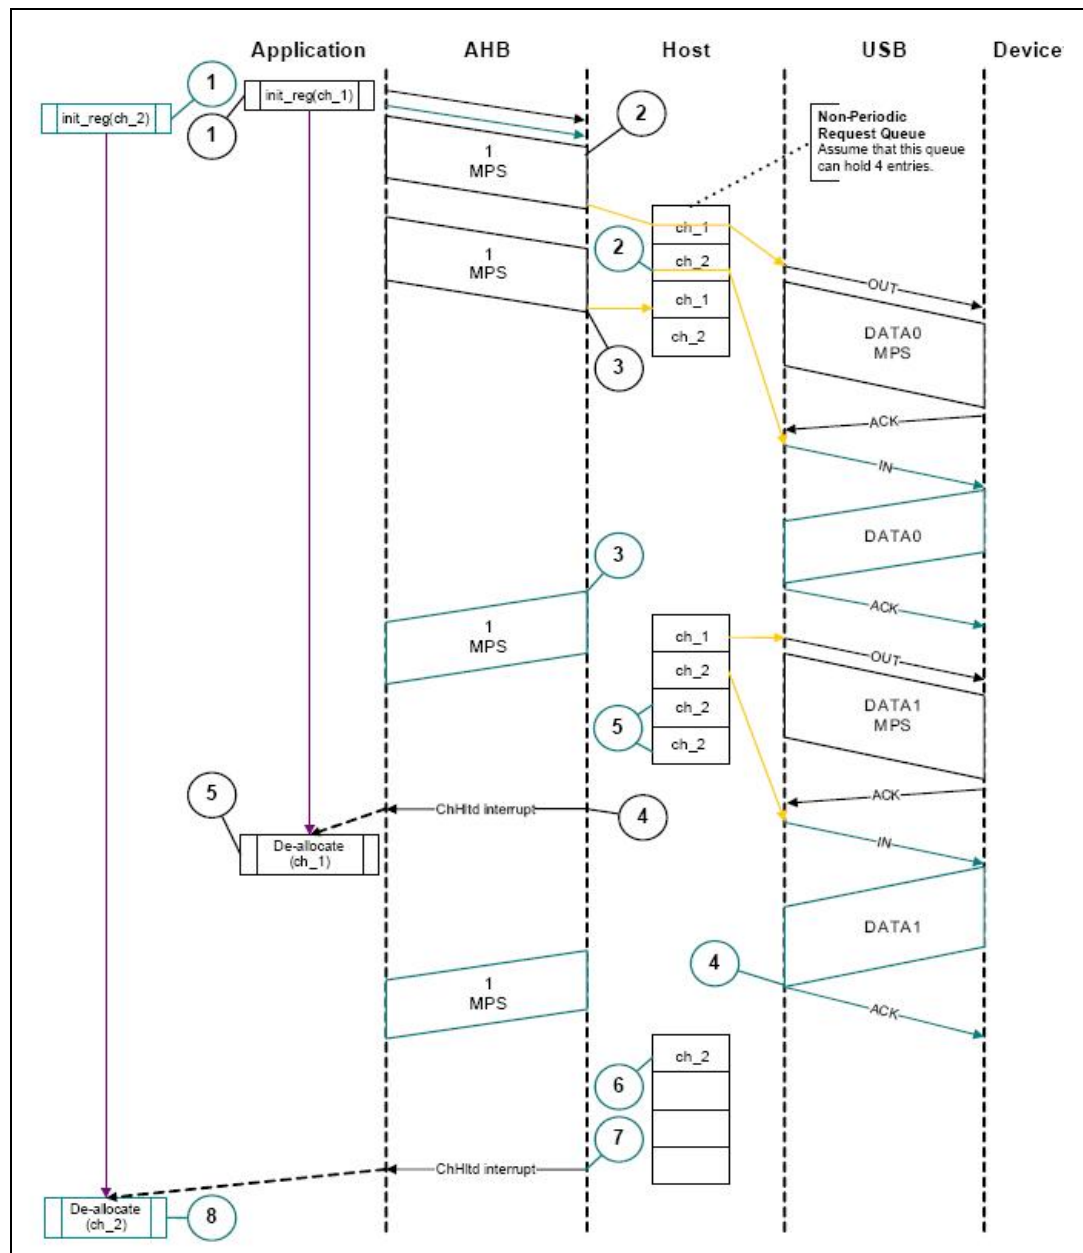 Application AHB Host USB Device
1
init_reg(ch_1)
init_reg(ch_2)
1
2
Non-Periodic
Request Queue
Assume that this queue
can hold 4 entries.
1
MPS
ch_1
2
ch_2
1
MPS
OUT
ch_1
ch_2
DATA0
MPS
3
ACK
IN
3
DATA0
ACK
1
MPS
ch_1
OUT
ch_2
ch_2
5
DATA1
MPS
ch_2
5
ACK
ChHltd interrupt
4
De-allocate
(ch_1)
IN
DATA1
4
1
MPS
ACK
ch_2
6
7
ChHltd interrupt
De-allocate
(ch_2)
8